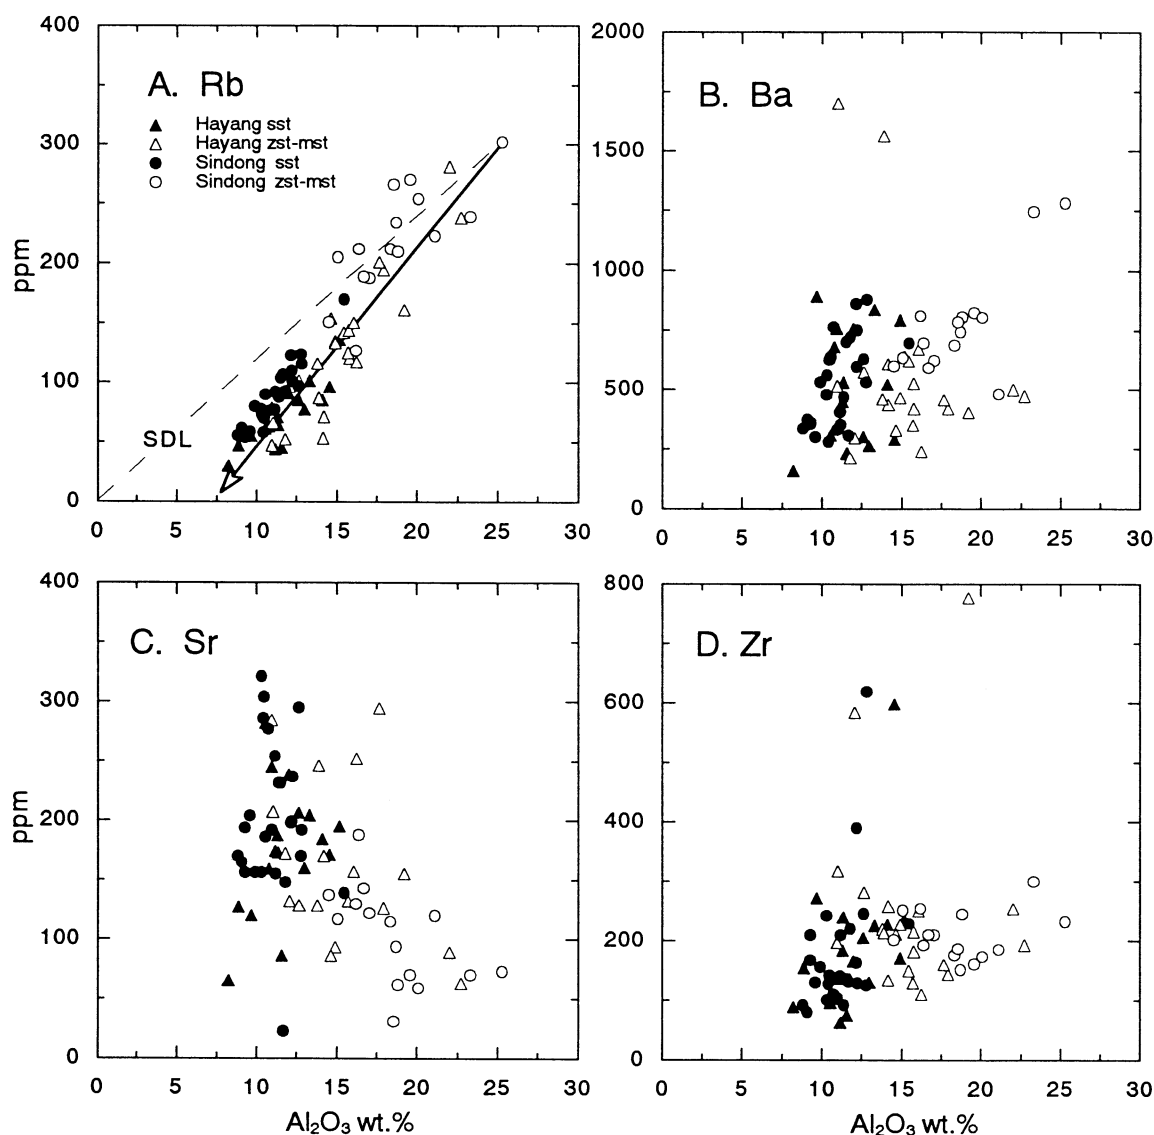 400
300
200
100
0
ppm
A. Rb
Hayang sst
Hayang zst-mst
Sindong sst
Sindong zst-mst
SDL
0 5 10 15 20 25 30
2000
1500
1000
500
0
B. Ba
0 5 10 15 20 25 30
400
300
200
100
0
ppm
C. Sr
0 5 10 15 20 25 30
Al₂O₃ wt.%
800
600
400
200
0
D. Zr
0 5 10 15 20 25 30
Al₂O₃ wt.%